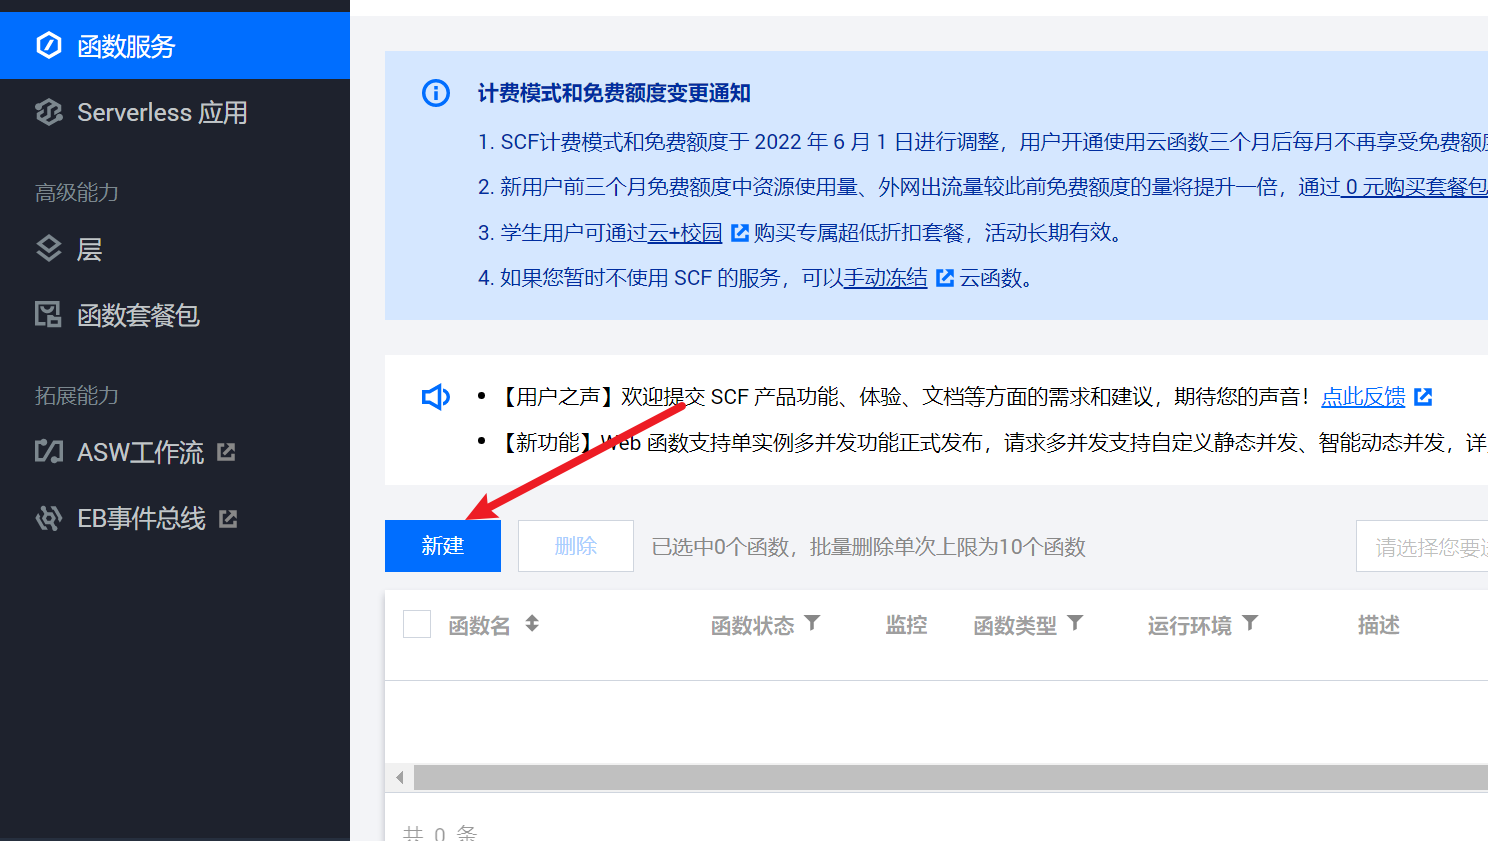 函数服务
Serverless 应用
高级能力
层
函数套餐包
拓展能力
ASW工作流
EB事件总线
计费模式和免费额度变更通知
1. SCF计费模式和免费额度于 2022 年 6 月 1 日进行调整，用户开通使用云函数三个月后每月不再享受免费额度
2. 新用户前三个月免费额度中资源使用量、外网出流量较此前免费额度的量将提升一倍，通过 0 元购买套餐包
3. 学生用户可通过云+校园 购买专属超低折扣套餐，活动长期有效。
4. 如果您暂时不使用 SCF 的服务，可以手动冻结 云函数。
• 【用户之声】欢迎提交 SCF 产品功能、体验、文档等方面的需求和建议，期待您的声音！点此反馈
• 【新功能】Web 函数支持单实例多并发功能正式发布，请求多并发支持自定义静态并发、智能动态并发，详
新建 删除 已选中0个函数，批量删除单次上限为10个函数 请选择您要
函数名 函数状态 监控 函数类型 运行环境 描述
共 0 条